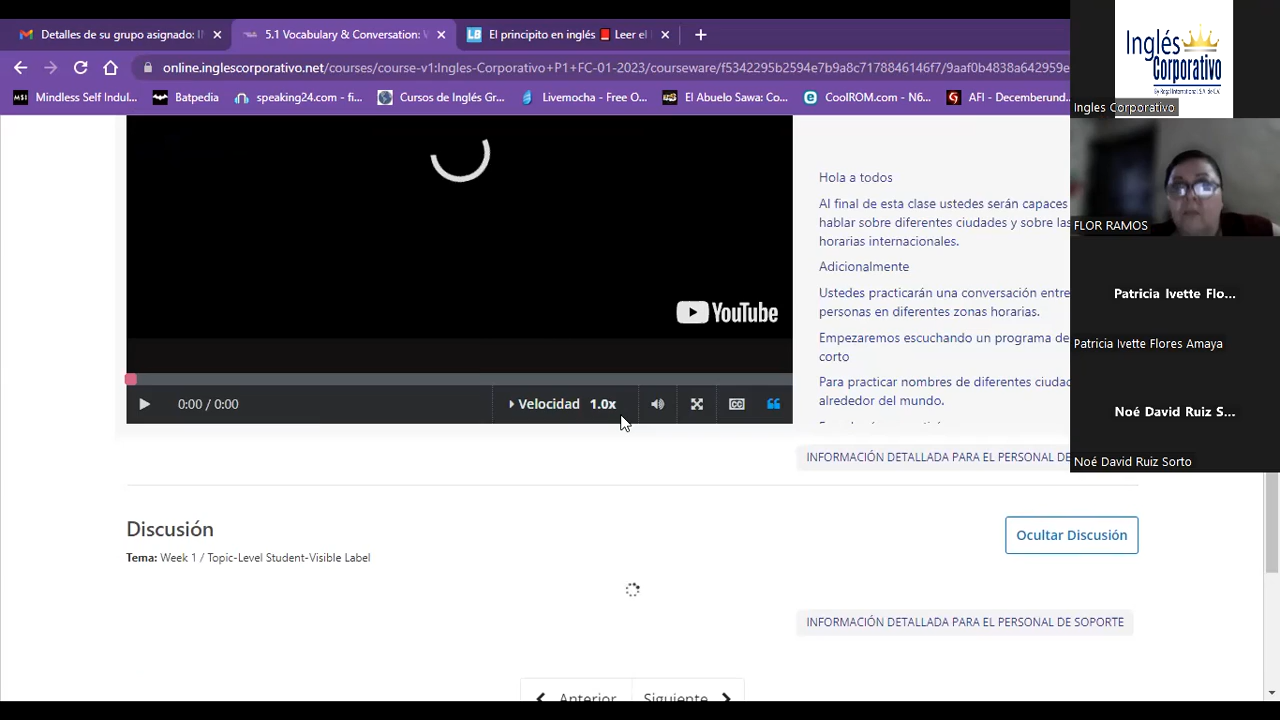 Detalles de su grupo asignado: I
5.1 Vocabulary & Conversation:
LB El principito en inglés Leer el
online.inglescorporativo.net/courses/course-v1:Ingles-Corporativo+P1+FC-01-2023/courseware/f5342295b2594e7b9a8c7178846146f7/9aaf0b4838a642959e
MSI Mindless Self Indul...
Batpedia
speaking24.com - fi...
Cursos de Inglés Gr...
Livemocha - Free O...
El Abuelo Sawa: Co...
CoolROM.com - N6...
AFI - Decemberund...
Inglés
Corporativo
Ingles Corporativo
FLOR RAMOS
Patricia Ivette Flo...
Patricia Ivette Flores Amaya
Noé David Ruiz S...
Noé David Ruiz Sorto
YouTube
0:00 / 0:00
Velocidad 1.0x
Hola a todos
Al final de esta clase ustedes serán capaces
hablar sobre diferentes ciudades y sobre las
horarias internacionales.
Adicionalmente
Ustedes practicarán una conversación entre
personas en diferentes zonas horarias.
Empezaremos escuchando un programa de
corto
Para practicar nombres de diferentes ciudad
alrededor del mundo.
INFORMACIÓN DETALLADA PARA EL PERSONAL DE
Discusión
Ocultar Discusión
Tema: Week 1 / Topic-Level Student-Visible Label
INFORMACIÓN DETALLADA PARA EL PERSONAL DE SOPORTE
Anterior
Siguiente